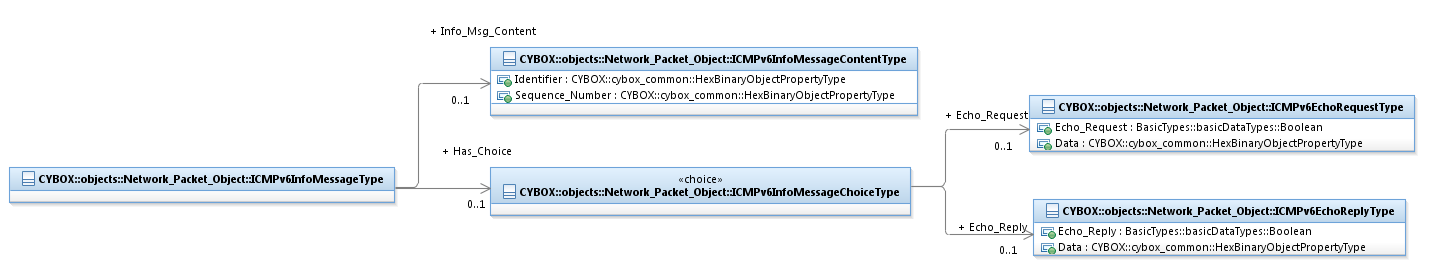 + Info_Msg_Content
CYBOX::objects::Network_Packet_Object::ICMPv6InfoMessageContentType
Identifier : CYBOX::cybox_common::HexBinaryObjectPropertyType
Sequence_Number : CYBOX::cybox_common::HexBinaryObjectPropertyType
0..1
+ Has_Choice
CYBOX::objects::Network_Packet_Object::ICMPv6InfoMessageType
«choice»
CYBOX::objects::Network_Packet_Object::ICMPv6InfoMessageChoiceType
0..1
+ Echo_Request
CYBOX::objects::Network_Packet_Object::ICMPv6EchoRequestType
Echo_Request : BasicTypes::basicDataTypes::Boolean
Data : CYBOX::cybox_common::HexBinaryObjectPropertyType
0..1
+ Echo_Reply
CYBOX::objects::Network_Packet_Object::ICMPv6EchoReplyType
Echo_Reply : BasicTypes::basicDataTypes::Boolean
Data : CYBOX::cybox_common::HexBinaryObjectPropertyType
0..1